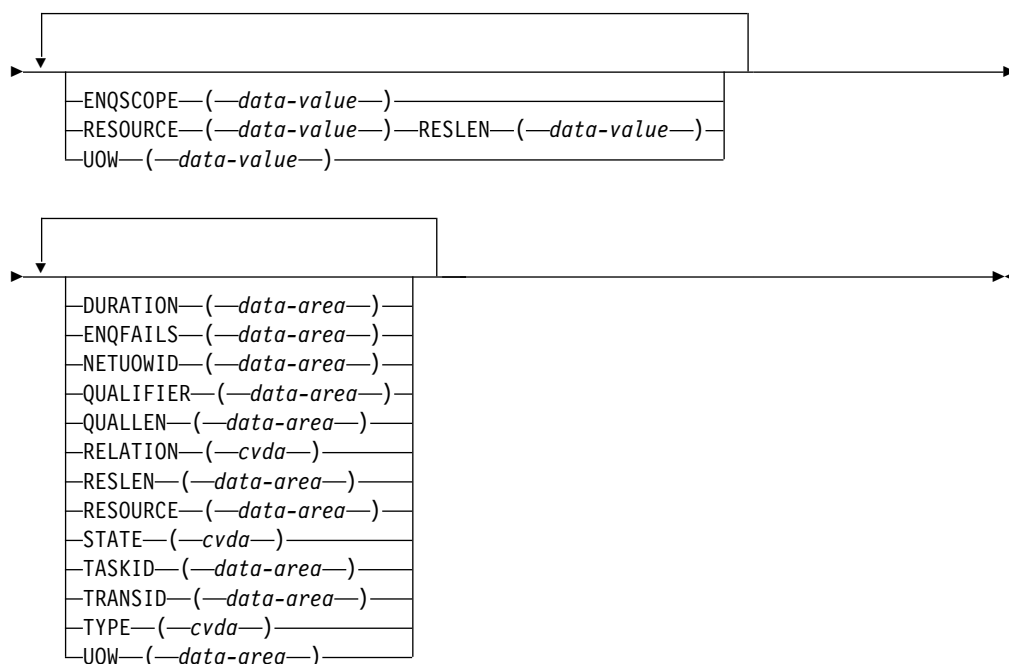 ENQSCOPE (data-value)
RESOURCE (data-value) RESLEN (data-value)
UOW (data-value)
DURATION (data-area)
ENQFAILS (data-area)
NETUOWID (data-area)
QUALIFIER (data-area)
QUALLEN (data-area)
RELATION (cvda)
RESLEN (data-area)
RESOURCE (data-area)
STATE (cvda)
TASKID (data-area)
TRANSID (data-area)
TYPE (cvda)
UOW (data-area)